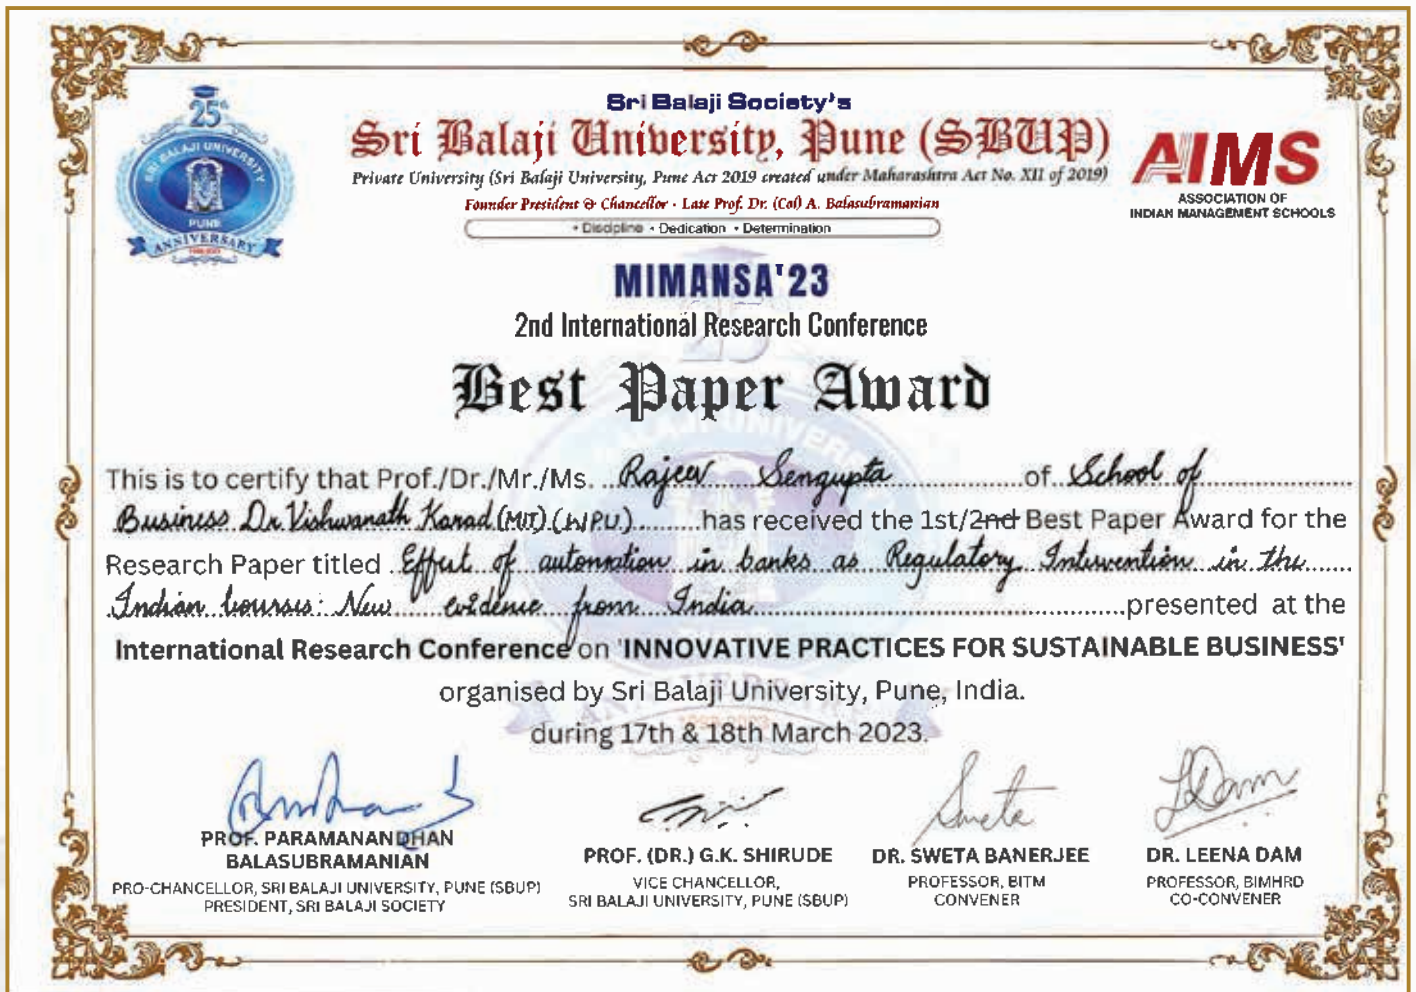 25th
SRI BALAJI UNIVERSITY
PUNE
ANNIVERSARY
Sri Balaji Society's
Sri Balaji University, Pune (SBUP)
Private University (Sri Balaji University, Pune Act 2019 created under Maharashtra Act No. XII of 2019)
Founder President & Chancellor - Late Prof. Dr. (Col) A. Balasubramanian
• Discipline • Dedication • Determination
AIMS
ASSOCIATION OF
INDIAN MANAGEMENT SCHOOLS
MIMANSA'23
2nd International Research Conference
Best Paper Award
This is to certify that Prof./Dr./Mr./Ms. Rajeev Sengupta of School of
Business Dr. Vishwanath Karad (MIT) (WPU) has received the 1st/2nd Best Paper Award for the
Research Paper titled Effect of automation in banks as Regulatory Intervention in the
Indian bourses: New evidence from India presented at the
International Research Conference on 'INNOVATIVE PRACTICES FOR SUSTAINABLE BUSINESS'
organised by Sri Balaji University, Pune, India.
during 17th & 18th March 2023.
Sweta
LDam
PROF. PARAMANANDHAN
BALASUBRAMANIAN
PRO-CHANCELLOR, SRI BALAJI UNIVERSITY, PUNE (SBUP)
PRESIDENT, SRI BALAJI SOCIETY
PROF. (DR.) G.K. SHIRUDE
VICE CHANCELLOR,
SRI BALAJI UNIVERSITY, PUNE (SBUP)
DR. SWETA BANERJEE
PROFESSOR, BITM
CONVENER
DR. LEENA DAM
PROFESSOR, BIMHRD
CO-CONVENER